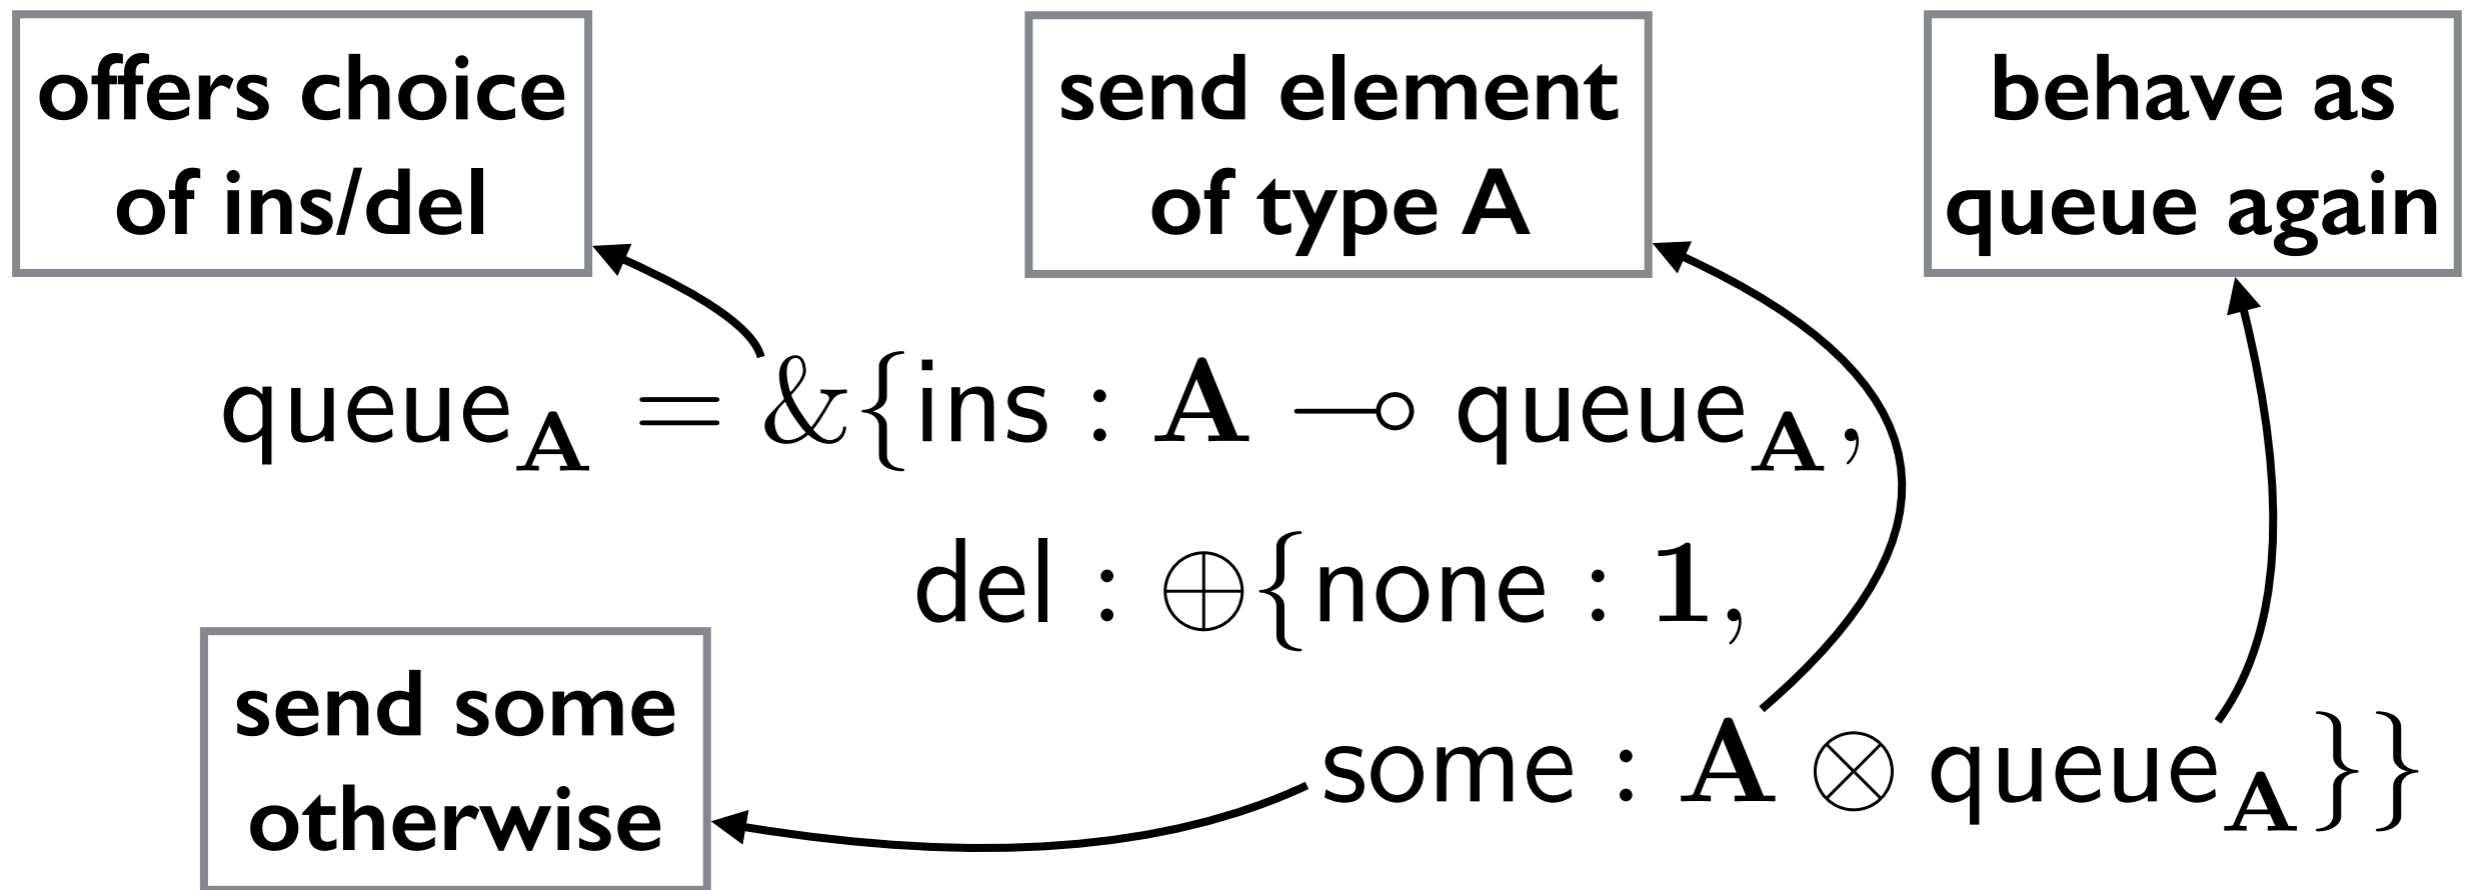 offers choice
of ins/del
send element
of type A
behave as
queue again
queue_A = &{ins : A ⊸ queue_A,
del : ⊕{none : 1,
some : A ⊗ queue_A}}
send some
otherwise